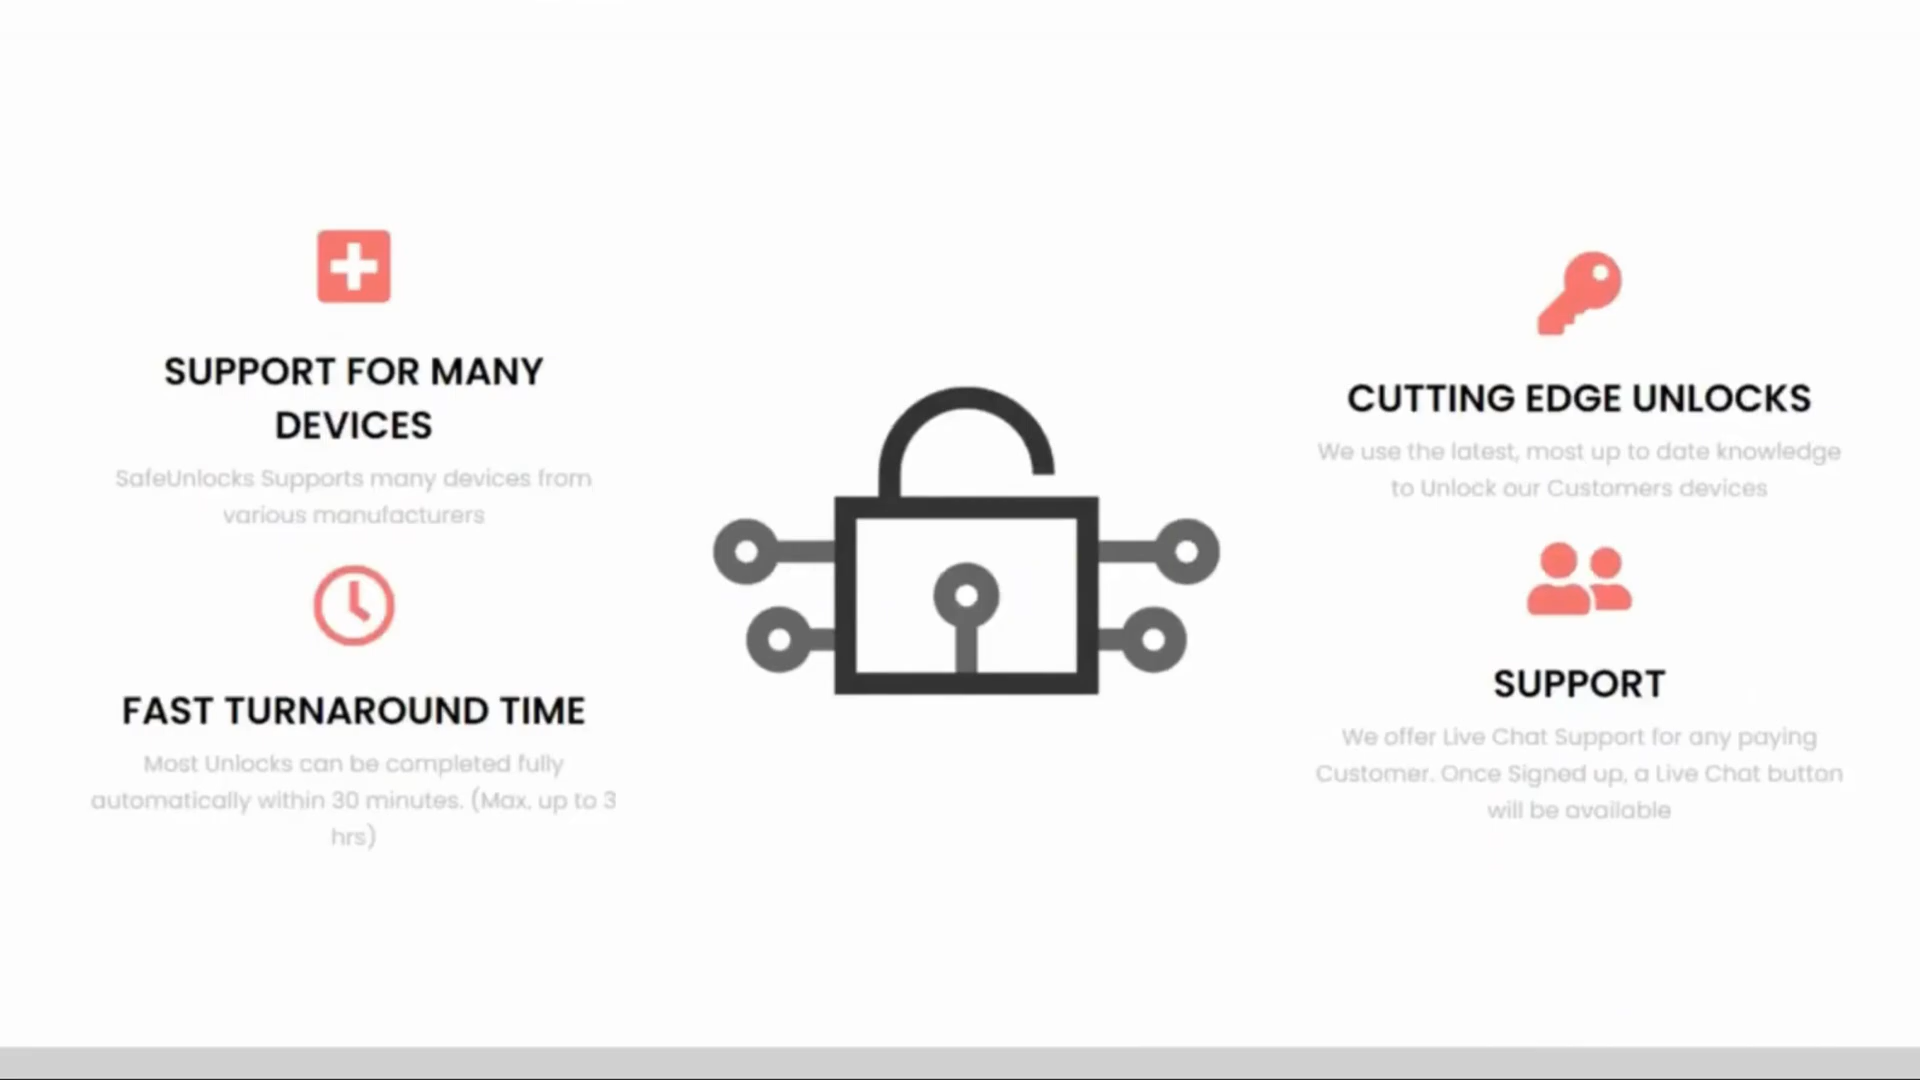 SUPPORT FOR MANY
DEVICES
SafeUnlocks Supports many devices from
various manufacturers
FAST TURNAROUND TIME
Most Unlocks can be completed fully
automatically within 30 minutes. (Max. up to 3
hrs)
CUTTING EDGE UNLOCKS
We use the latest, most up to date knowledge
to Unlock our Customers devices
SUPPORT
We offer Live Chat Support for any paying
Customer. Once Signed up, a Live Chat button
will be available